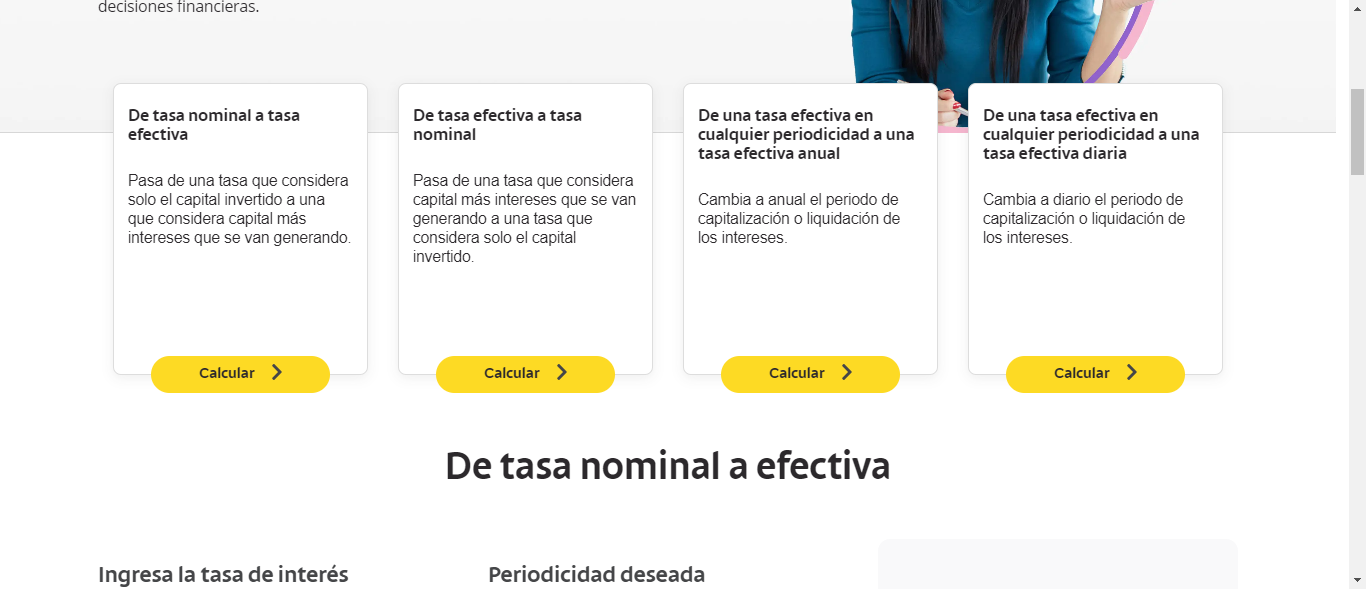 decisiones financieras.
De tasa nominal a tasa
efectiva
Pasa de una tasa que considera
solo el capital invertido a una
que considera capital más
intereses que se van generando.
Calcular
De tasa efectiva a tasa
nominal
Pasa de una tasa que considera
capital más intereses que se van
generando a una tasa que
considera solo el capital
invertido.
Calcular
De una tasa efectiva en
cualquier periodicidad a una
tasa efectiva anual
Cambia a anual el periodo de
capitalización o liquidación de
los intereses.
Calcular
De una tasa efectiva en
cualquier periodicidad a una
tasa efectiva diaria
Cambia a diario el periodo de
capitalización o liquidación de
los intereses.
Calcular
De tasa nominal a efectiva
Ingresa la tasa de interés
Periodicidad deseada